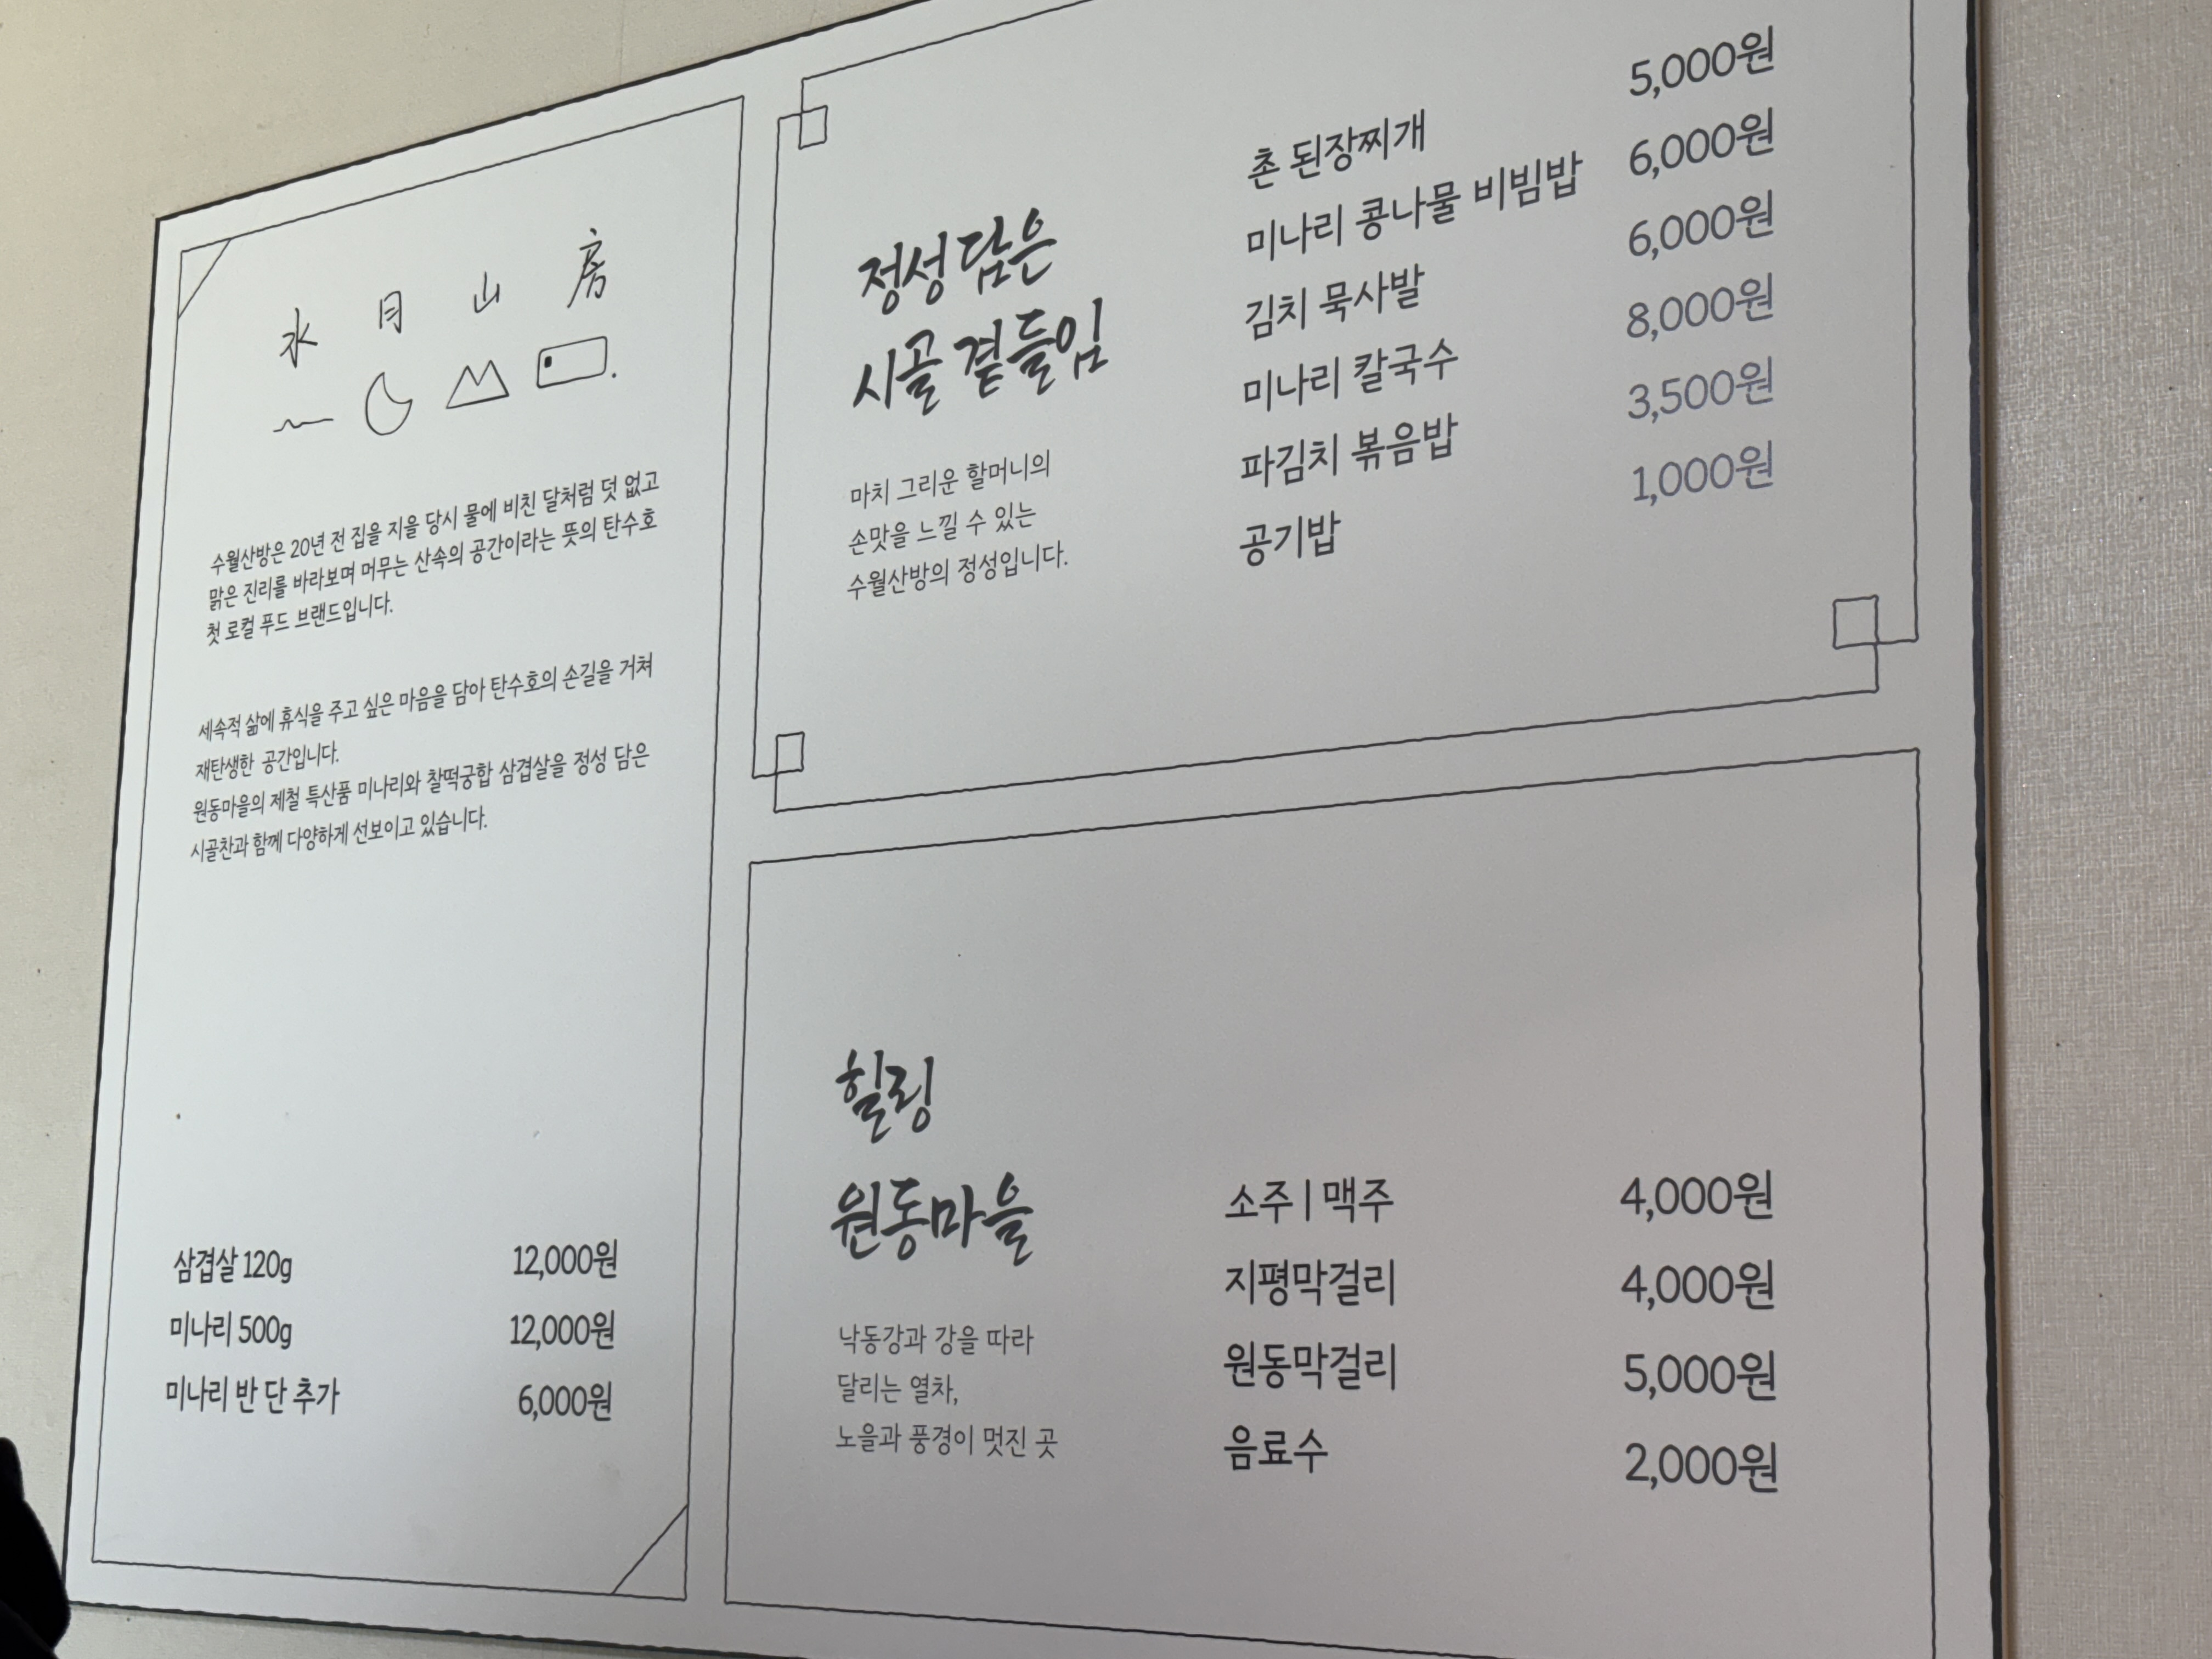 水 月 山 房
수월산방은 20년 전 집을 지을 당시 물에 비친 달처럼 덧 없고
맑은 진리를 바라보며 머무는 산속의 공간이라는 뜻의 탄수호
첫 로컬 푸드 브랜드입니다.
세속적 삶에 휴식을 주고 싶은 마음을 담아 탄수호의 손길을 거쳐
재탄생한 공간입니다.
원동마을의 제철 특산품 미나리와 찰떡궁합 삼겹살을 정성 담은
시골찬과 함께 다양하게 선보이고 있습니다.
삼겹살 120g 12,000원
미나리 500g 12,000원
미나리 반 단 추가 6,000원
정성 담은
시골 곁들임
마치 그리운 할머니의
손맛을 느낄 수 있는
수월산방의 정성입니다.
촌 된장찌개 5,000원
미나리 콩나물 비빔밥 6,000원
김치 묵사발 6,000원
미나리 칼국수 8,000원
파김치 볶음밥 3,500원
공기밥 1,000원
힐링
원동마을
낙동강과 강을 따라
달리는 열차,
노을과 풍경이 멋진 곳
소주 | 맥주 4,000원
지평막걸리 4,000원
원동막걸리 5,000원
음료수 2,000원